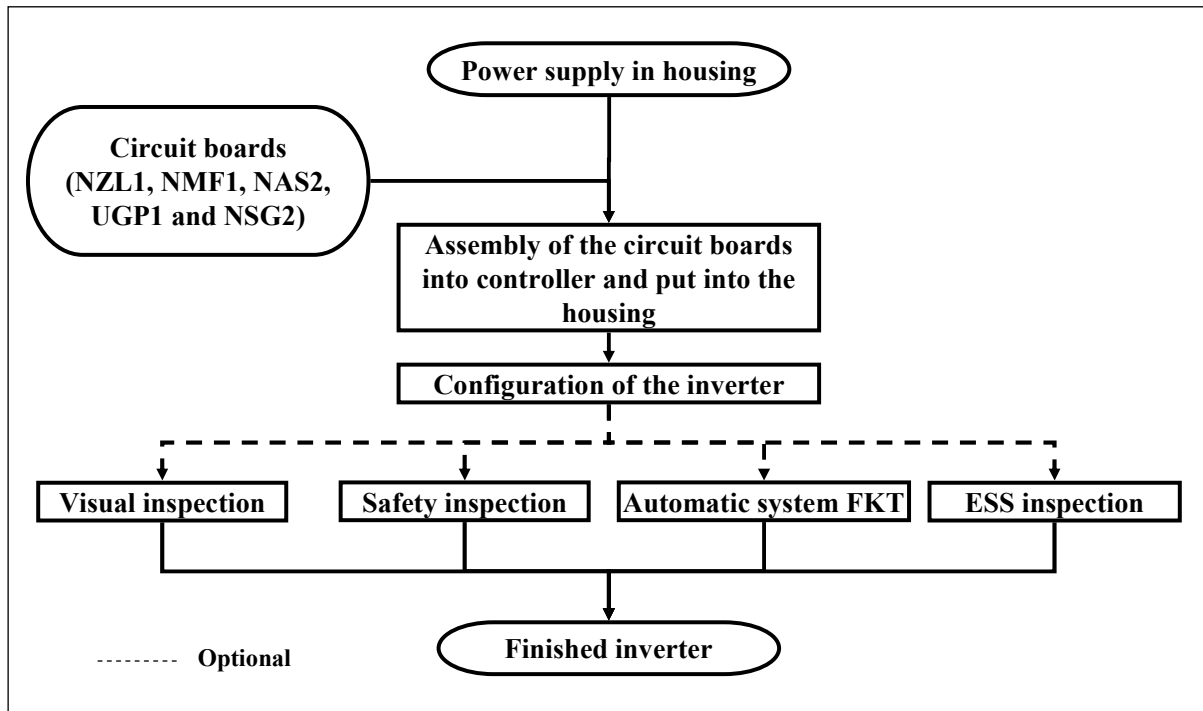 Power supply in housing
Circuit boards
(NZL1, NMF1, NAS2,
UGP1 and NSG2)
Assembly of the circuit boards
into controller and put into the
housing
Configuration of the inverter
Visual inspection
Safety inspection
Automatic system FKT
ESS inspection
Finished inverter
Optional